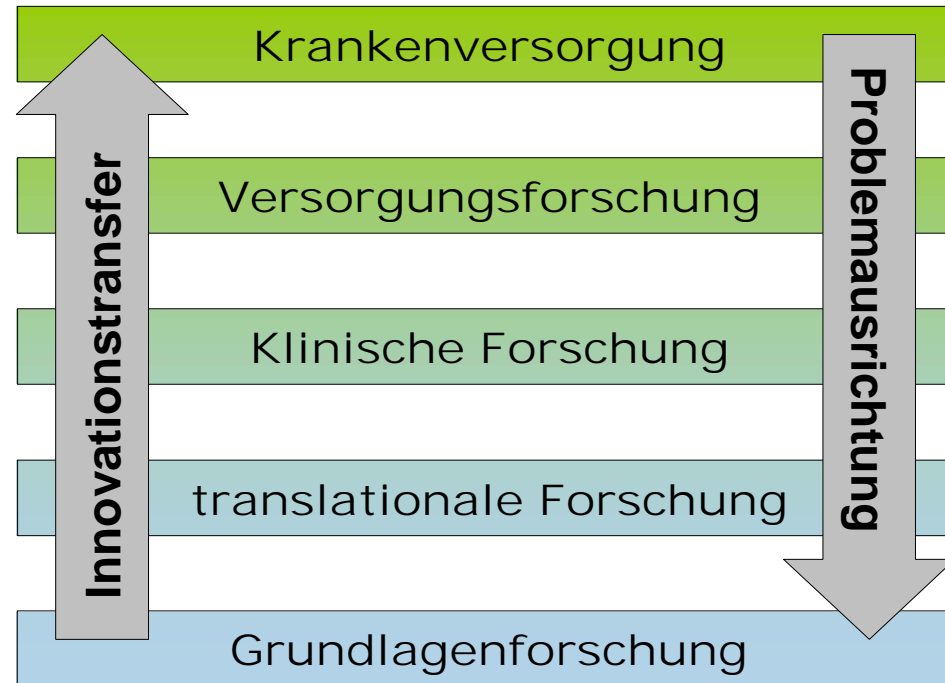 Krankenversorgung
Versorgungsforschung
Klinische Forschung
translationale Forschung
Grundlagenforschung
Innovationstransfer
Problemausrichtung